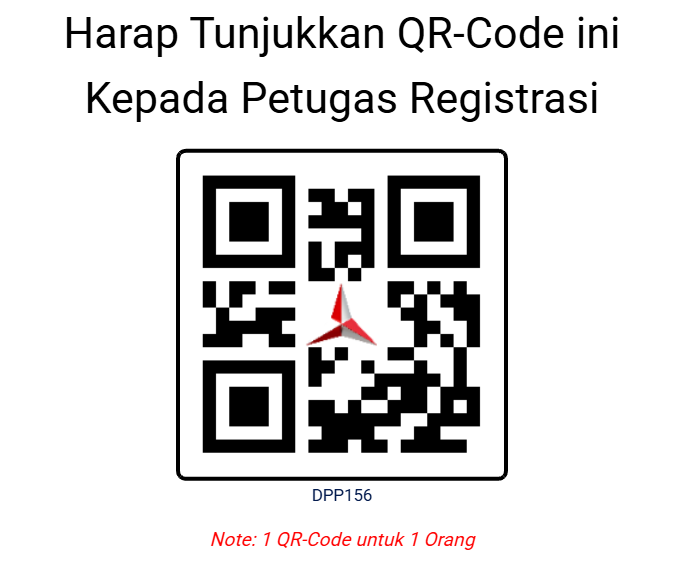 Harap Tunjukkan QR-Code ini
Kepada Petugas Registrasi
DPP156
Note: 1 QR-Code untuk 1 Orang